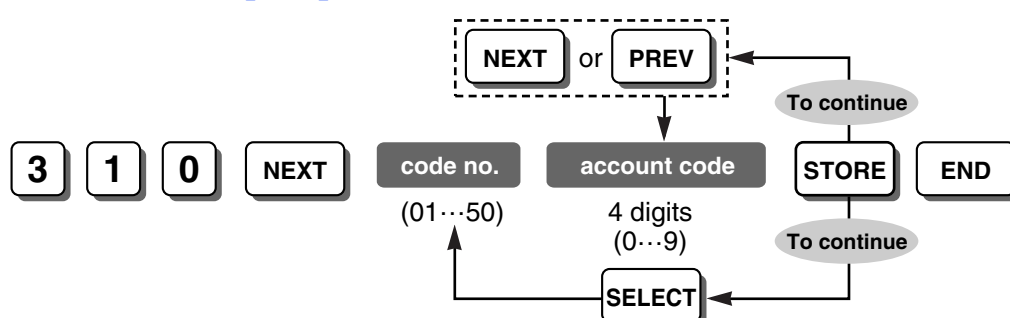 NEXT or PREV
To continue
3 1 0 NEXT code no. account code STORE END
(01···50) 4 digits
(0···9)
To continue
SELECT